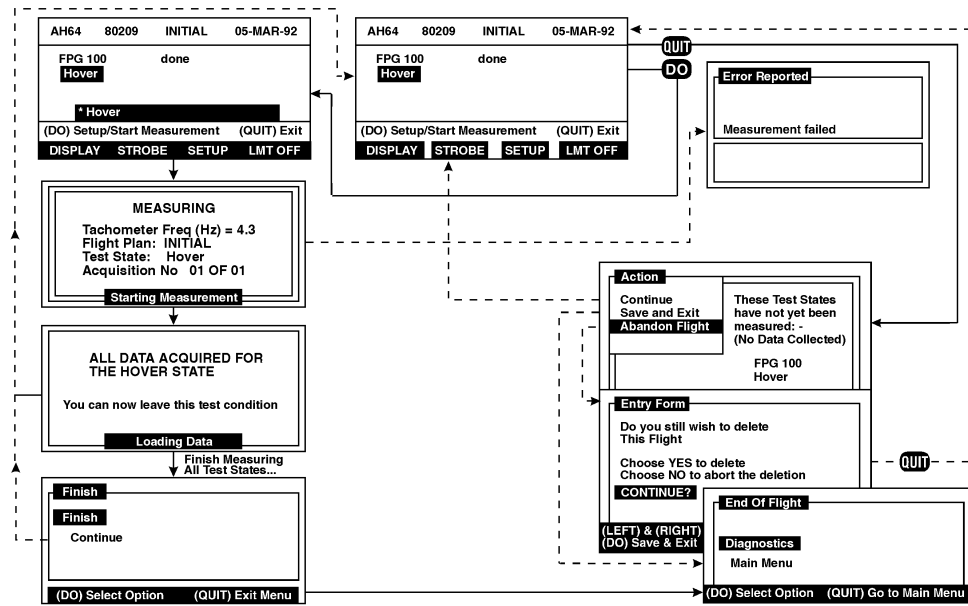 AH64 80209 INITIAL 05-MAR-92
FPG 100 done
Hover
* Hover
(DO) Setup/Start Measurement (QUIT) Exit
DISPLAY STROBE SETUP LMT OFF
MEASURING
Tachometer Freq (Hz) = 4.3
Flight Plan: INITIAL
Test State: Hover
Acquisition No 01 OF 01
Starting Measurement
ALL DATA ACQUIRED FOR
THE HOVER STATE
You can now leave this test condition
Loading Data
Finish Measuring
All Test States...
Finish
Finish
Continue
(DO) Select Option (QUIT) Exit Menu
AH64 80209 INITIAL 05-MAR-92
FPG 100 done
Hover
(DO) Setup/Start Measurement (QUIT) Exit
DISPLAY STROBE SETUP LMT OFF
QUIT
DO
Error Reported
Measurement failed
Action
Continue
Save and Exit
Abandon Flight
These Test States
have not yet been
measured: -
(No Data Collected)
FPG 100
Hover
Entry Form
Do you still wish to delete
This Flight
Choose YES to delete
Choose NO to abort the deletion
CONTINUE?
(LEFT) & (RIGHT)
(DO) Save & Exit
QUIT
End Of Flight
Diagnostics
Main Menu
(DO) Select Option (QUIT) Go to Main Menu